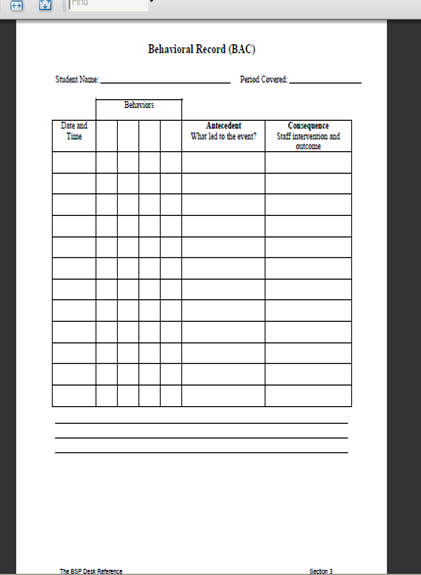 Find
Behavioral Record (BAC)
Student Name: Period Covered:
Behaviors
Date and Time
Antecedent
What led to the event?
Consequence
Staff intervention and
outcome
The BSP Desk Reference Section 3